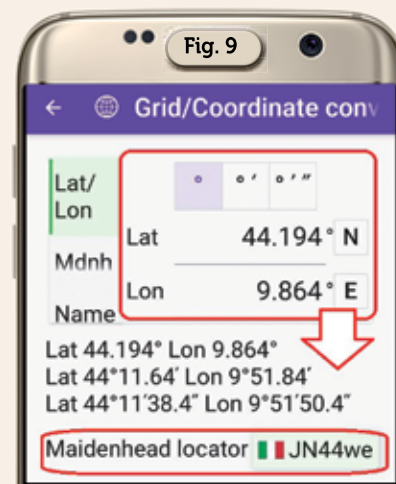 Fig. 9
← Grid/Coordinate conv
Lat/
Lon
° °′ °′″
Lat 44.194° N
Mdnh
Lon 9.864° E
Name
Lat 44.194° Lon 9.864°
Lat 44°11.64′ Lon 9°51.84′
Lat 44°11′38.4″ Lon 9°51′50.4″
Maidenhead locator JN44we